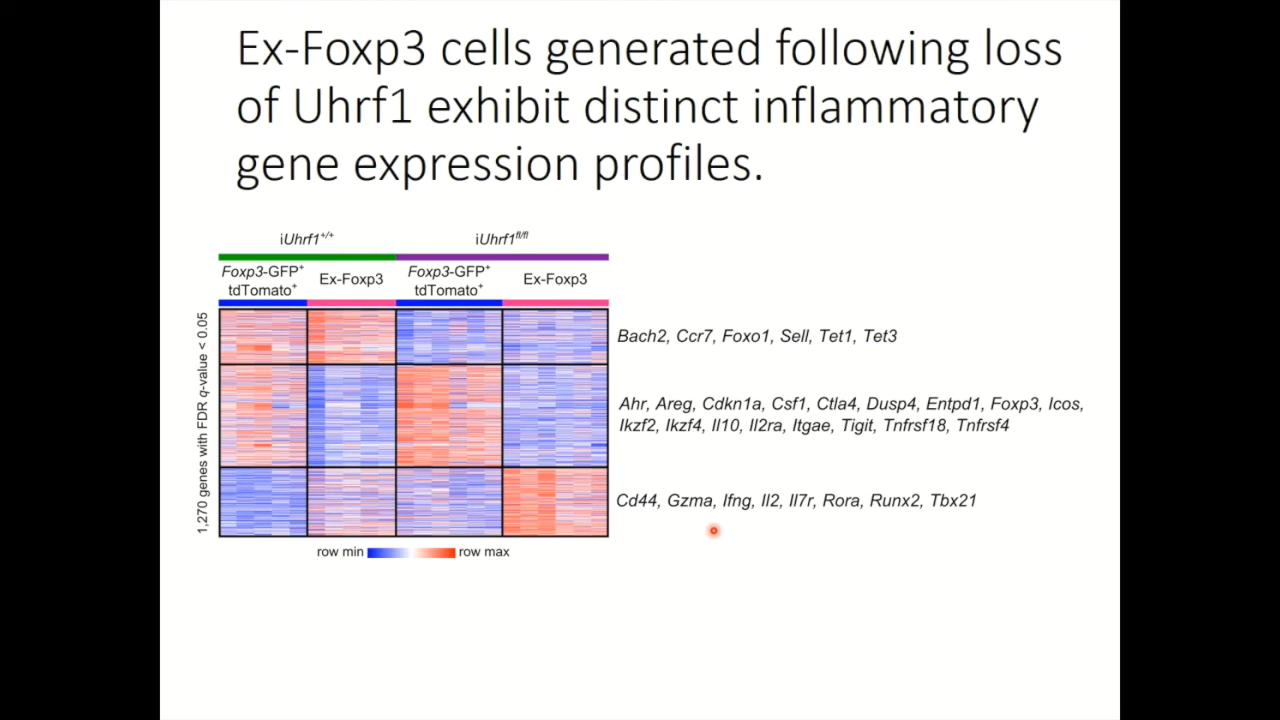 Ex-Foxp3 cells generated following loss
of Uhrf1 exhibit distinct inflammatory
gene expression profiles.
iUhrf1+/+
iUhrf1fl/fl
Foxp3-GFP+
tdTomato+
Ex-Foxp3
Foxp3-GFP+
tdTomato+
Ex-Foxp3
1,270 genes with FDR q-value < 0.05
Bach2, Ccr7, Foxo1, Sell, Tet1, Tet3
Ahr, Areg, Cdkn1a, Csf1, Ctla4, Dusp4, Entpd1, Foxp3, Icos,
Ikzf2, Ikzf4, Il10, Il2ra, Itgae, Tigit, Tnfrsf18, Tnfrsf4
Cd44, Gzma, Ifng, Il2, Il7r, Rora, Runx2, Tbx21
row min
row max